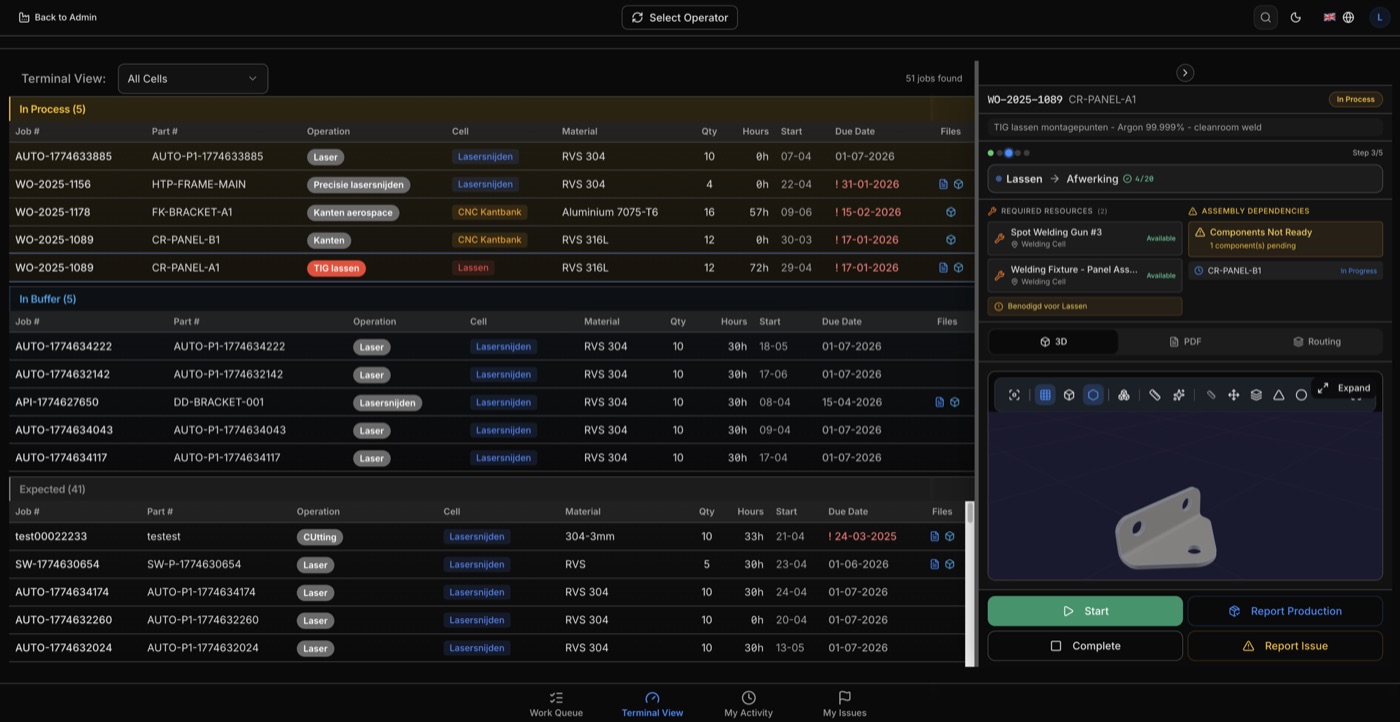 Back to Admin
Select Operator
L
Terminal View: All Cells 51 jobs found
In Process (5)
Job # Part # Operation Cell Material Qty Hours Start Due Date Files
AUTO-1774633885 AUTO-P1-1774633885 Laser Lasersnijden RVS 304 10 0h 07-04 01-07-2026
WO-2025-1156 HTP-FRAME-MAIN Precisie lasersnijden Lasersnijden RVS 304 4 0h 22-04 ! 31-01-2026
WO-2025-1178 FK-BRACKET-A1 Kanten aerospace CNC Kantbank Aluminium 7075-T6 16 57h 09-06 ! 15-02-2026
WO-2025-1089 CR-PANEL-B1 Kanten CNC Kantbank RVS 316L 12 0h 30-03 ! 17-01-2026
WO-2025-1089 CR-PANEL-A1 TIG lassen Lassen RVS 316L 12 72h 29-04 ! 17-01-2026
In Buffer (5)
Job # Part # Operation Cell Material Qty Hours Start Due Date Files
AUTO-1774634222 AUTO-P1-1774634222 Laser Lasersnijden RVS 304 10 30h 18-05 01-07-2026
AUTO-1774632142 AUTO-P1-1774632142 Laser Lasersnijden RVS 304 10 30h 17-06 01-07-2026
API-1774627650 DD-BRACKET-001 Lasersnijden Lasersnijden RVS 304 10 30h 08-04 15-04-2026
AUTO-1774634043 AUTO-P1-1774634043 Laser Lasersnijden RVS 304 10 30h 09-04 01-07-2026
AUTO-1774634117 AUTO-P1-1774634117 Laser Lasersnijden RVS 304 10 30h 17-04 01-07-2026
Expected (41)
Job # Part # Operation Cell Material Qty Hours Start Due Date Files
test00022233 testest CUtting Lasersnijden 304-3mm 10 33h 21-04 ! 24-03-2025
SW-1774630654 SW-P-1774630654 Laser Lasersnijden RVS 5 30h 23-04 01-06-2026
AUTO-1774634174 AUTO-P1-1774634174 Laser Lasersnijden RVS 304 10 30h 24-04 01-07-2026
AUTO-1774632260 AUTO-P1-1774632260 Laser Lasersnijden RVS 304 10 0h 20-04 01-07-2026
AUTO-1774632024 AUTO-P1-1774632024 Laser Lasersnijden RVS 304 10 30h 13-05 01-07-2026
WO-2025-1089 CR-PANEL-A1 In Process
TIG lassen montagepunten - Argon 99.999% - cleanroom weld
Step 3/5
Lassen → Afwerking 4/20
REQUIRED RESOURCES (2)
Spot Welding Gun #3
Welding Cell
Available
Welding Fixture - Panel Ass...
Welding Cell
Available
Benodigd voor Lassen
ASSEMBLY DEPENDENCIES
Components Not Ready
1 component(s) pending
CR-PANEL-B1 In Progress
3D PDF Routing
Expand
Start Report Production
Complete Report Issue
Work Queue Terminal View My Activity My Issues